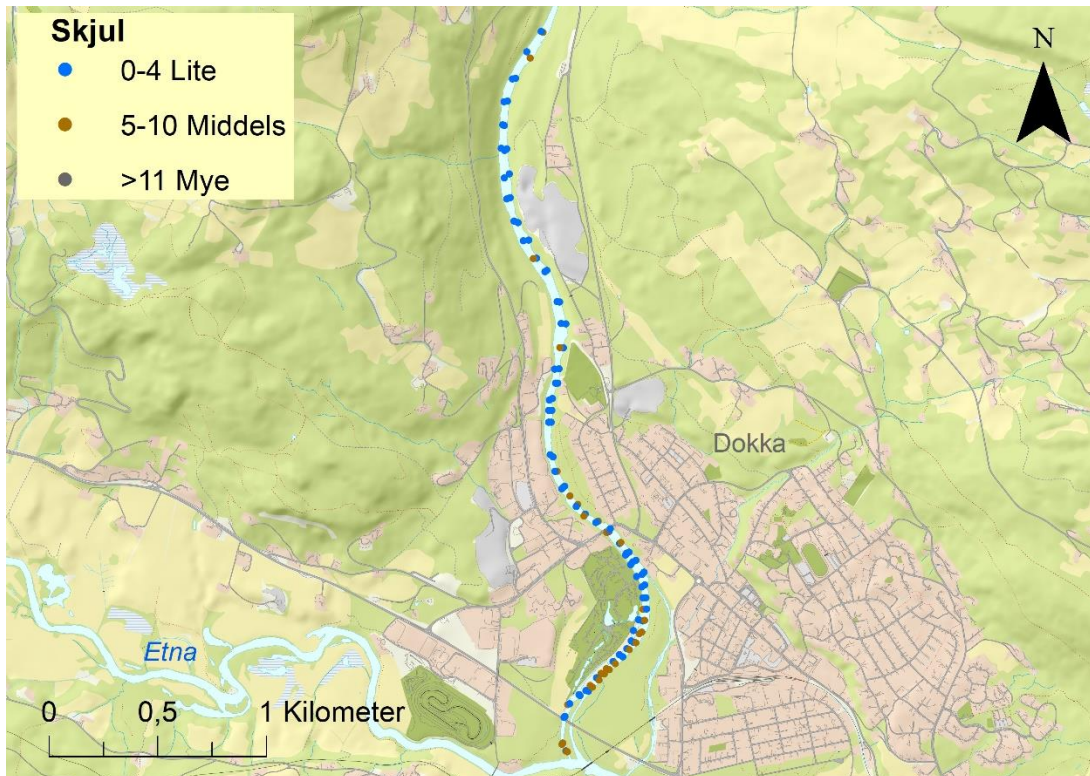 Skjul
0-4 Lite
5-10 Middels
>11 Mye
N
Dokka
Etna
0 0,5 1 Kilometer